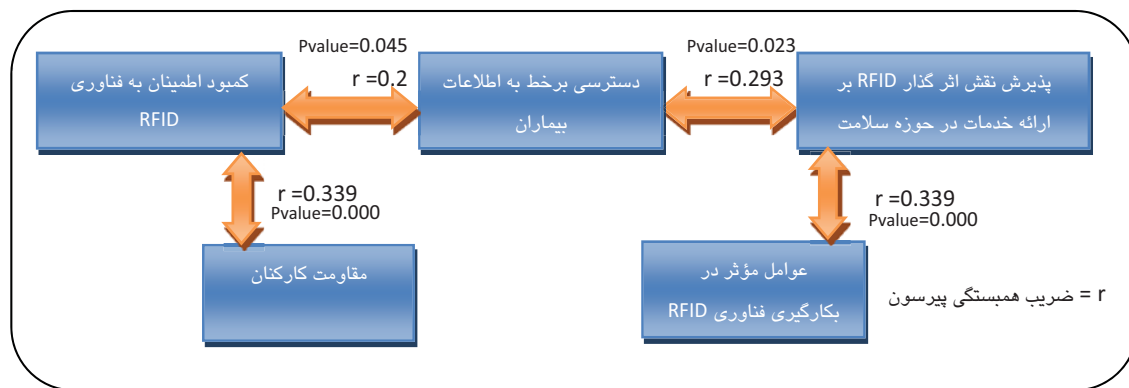 Pvalue=0.023
r =0.293
Pvalue=0.045
r =0.2
پذیرش نقش اثر گذار RFID بر
ارائه خدمات در حوزه سلامت
دسترسی برخط به اطلاعات
بیماران
کمبود اطمینان به فناوری
RFID
r =0.339
Pvalue=0.000
r =0.339
Pvalue=0.000
عوامل مؤثر در
بکارگیری فناوری RFID
مقاومت کارکنان
r = ضریب همبستگی پیرسون